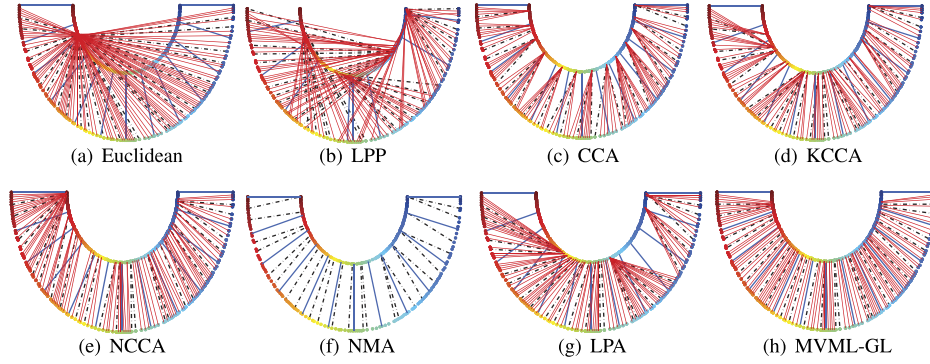 (a) Euclidean
(b) LPP
(c) CCA
(d) KCCA
(e) NCCA
(f) NMA
(g) LPA
(h) MVML-GL